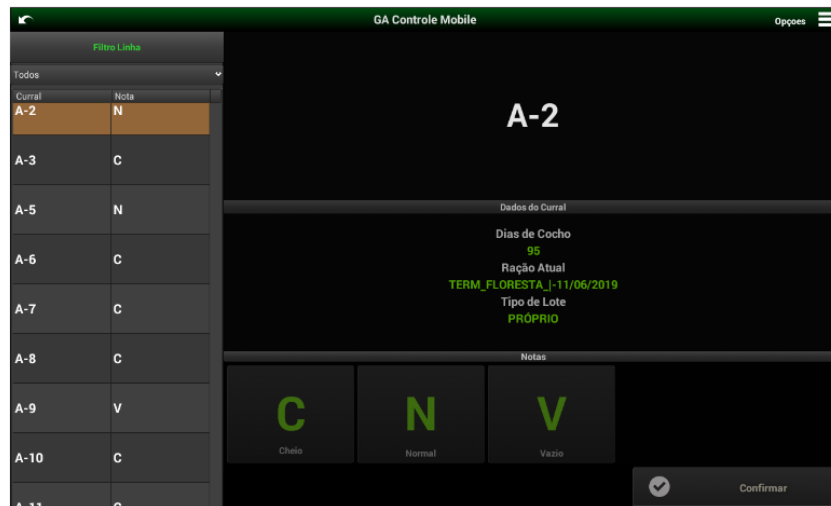 GA Controle Mobile
Opçoes
Filtro Linha
Todos
Curral Nota
A-2 N
A-3 C
A-5 N
A-6 C
A-7 C
A-8 C
A-9 V
A-10 C
A-11 C
A-2
Dados do Curral
Dias de Cocho
95
Ração Atual
TERM_FLORESTA_|-11/06/2019
Tipo de Lote
PRÓPRIO
Notas
C N V
Cheio Normal Vazio
Confirmar